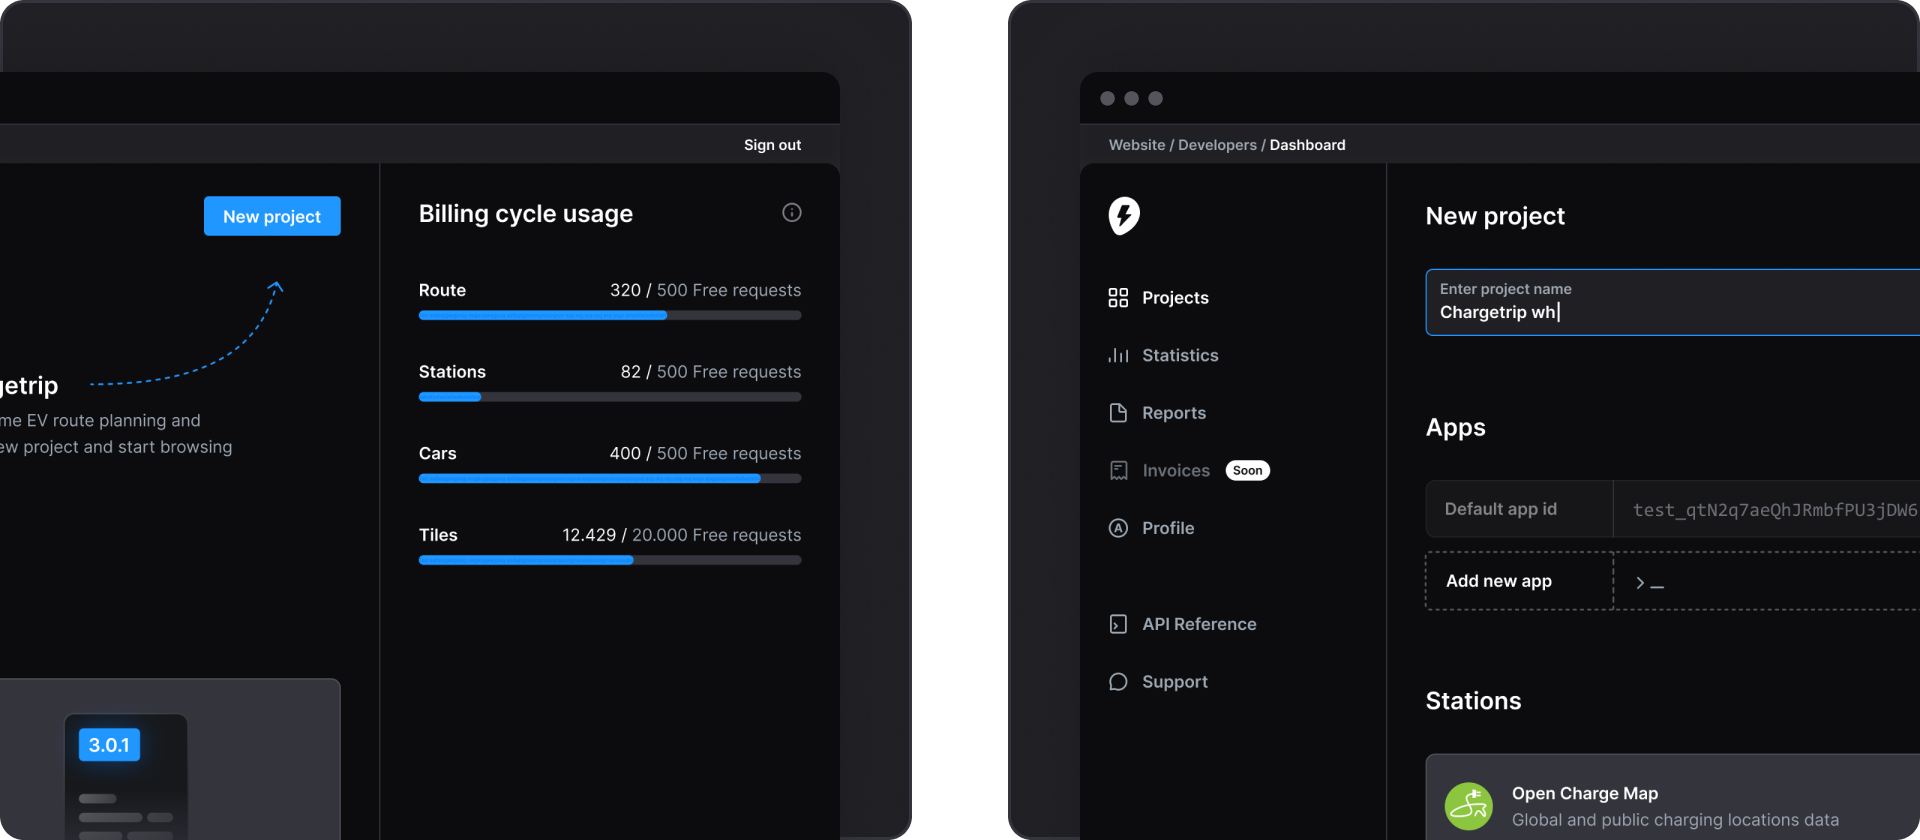 Sign out
New project
getrip
me EV route planning and
ew project and start browsing
3.0.1
Billing cycle usage
Route 320 / 500 Free requests
Stations 82 / 500 Free requests
Cars 400 / 500 Free requests
Tiles 12.429 / 20.000 Free requests
Website / Developers / Dashboard
Projects
Statistics
Reports
Invoices Soon
Profile
API Reference
Support
New project
Enter project name
Chargetrip wh
Apps
Default app id test_qtN2q7aeQhJRmbfPU3jDW6
Add new app >_
Stations
Open Charge Map
Global and public charging locations data